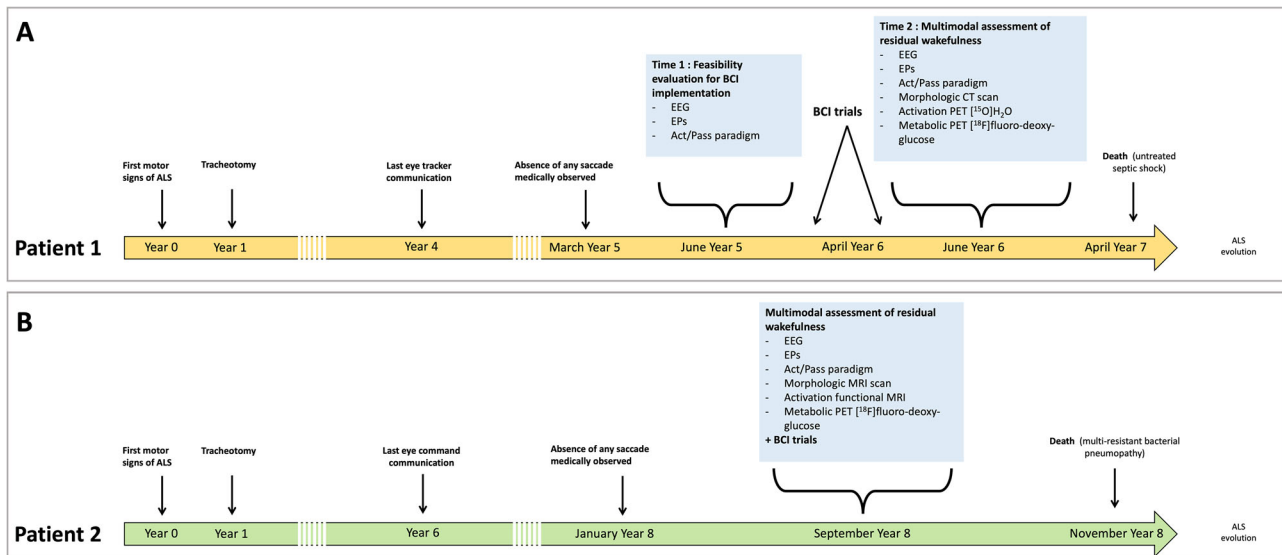 A
Time 1 : Feasibility
evaluation for BCI
implementation
- EEG
- EPs
- Act/Pass paradigm
BCI trials
Time 2 : Multimodal assessment of
residual wakefulness
- EEG
- EPs
- Act/Pass paradigm
- Morphologic CT scan
- Activation PET [¹⁵O]H₂O
- Metabolic PET [¹⁸F]fluoro-deoxy-
glucose
First motor
signs of ALS
Tracheotomy
Last eye tracker
communication
Absence of any saccade
medically observed
Death (untreated
septic shock)
Patient 1
Year 0
Year 1
Year 4
March Year 5
June Year 5
April Year 6
June Year 6
April Year 7
ALS
evolution
B
Multimodal assessment of residual
wakefulness
- EEG
- EPs
- Act/Pass paradigm
- Morphologic MRI scan
- Activation functional MRI
- Metabolic PET [¹⁸F]fluoro-deoxy-
glucose
+ BCI trials
First motor
signs of ALS
Tracheotomy
Last eye command
communication
Absence of any saccade
medically observed
Death (multi-resistant bacterial
pneumopathy)
Patient 2
Year 0
Year 1
Year 6
January Year 8
September Year 8
November Year 8
ALS
evolution